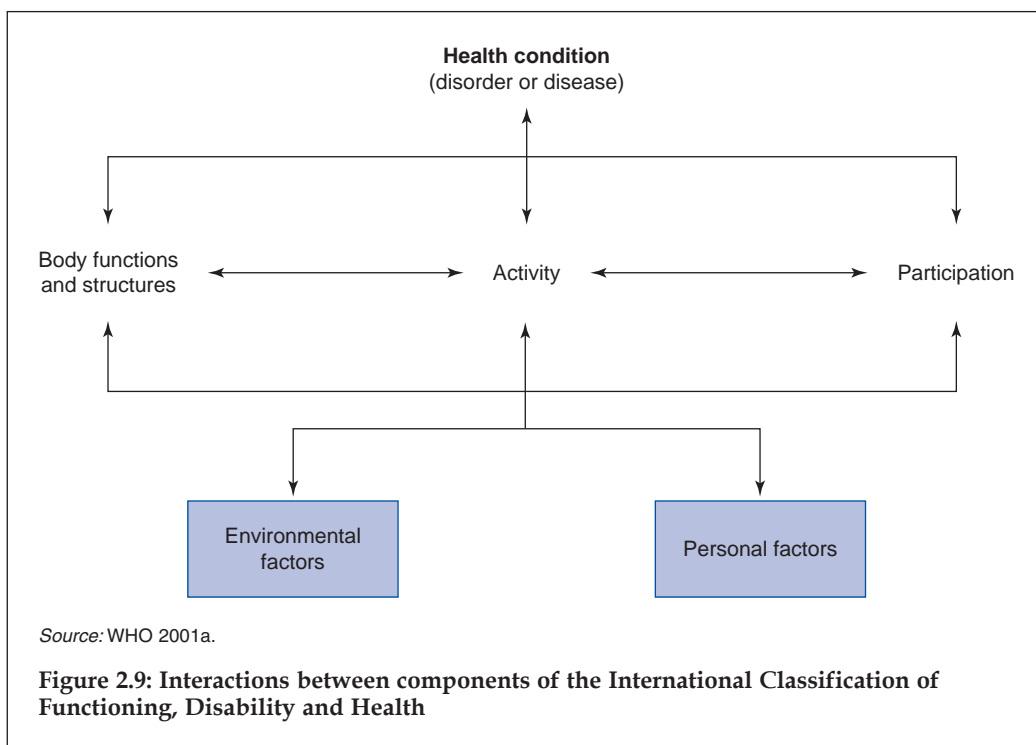 Health condition
(disorder or disease)
Body functions
and structures
Activity
Participation
Environmental
factors
Personal factors
Source: WHO 2001a.
Figure 2.9: Interactions between components of the International Classification of
Functioning, Disability and Health